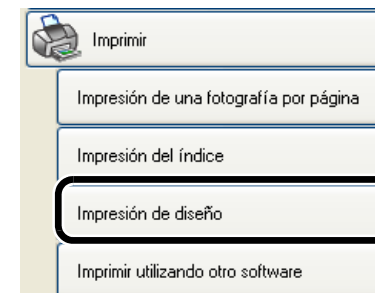 Imprimir
Impresión de una fotografía por página
Impresión del índice
Impresión de diseño
Imprimir utilizando otro software